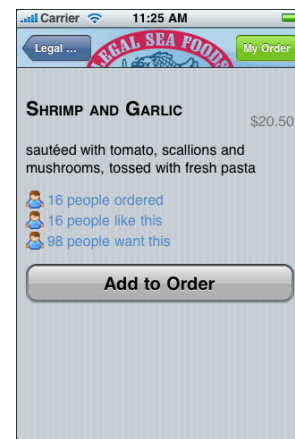 Carrier 11:25 AM
Legal ...
LEGAL SEA FOODS
My Order
SHRIMP AND GARLIC
$20.50
sautéed with tomato, scallions and
mushrooms, tossed with fresh pasta
16 people ordered
16 people like this
98 people want this
Add to Order